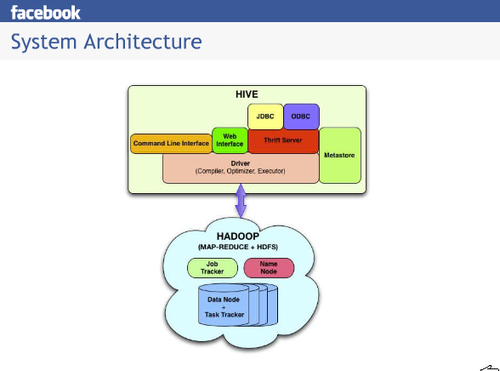 facebook
System Architecture
HIVE
JDBC
ODBC
Command Line Interface
Web
Interface
Thrift Server
Metastore
Driver
(Compiler, Optimizer, Executor)
HADOOP
(MAP-REDUCE + HDFS)
Job
Tracker
Name
Node
Data Node
+
Task Tracker